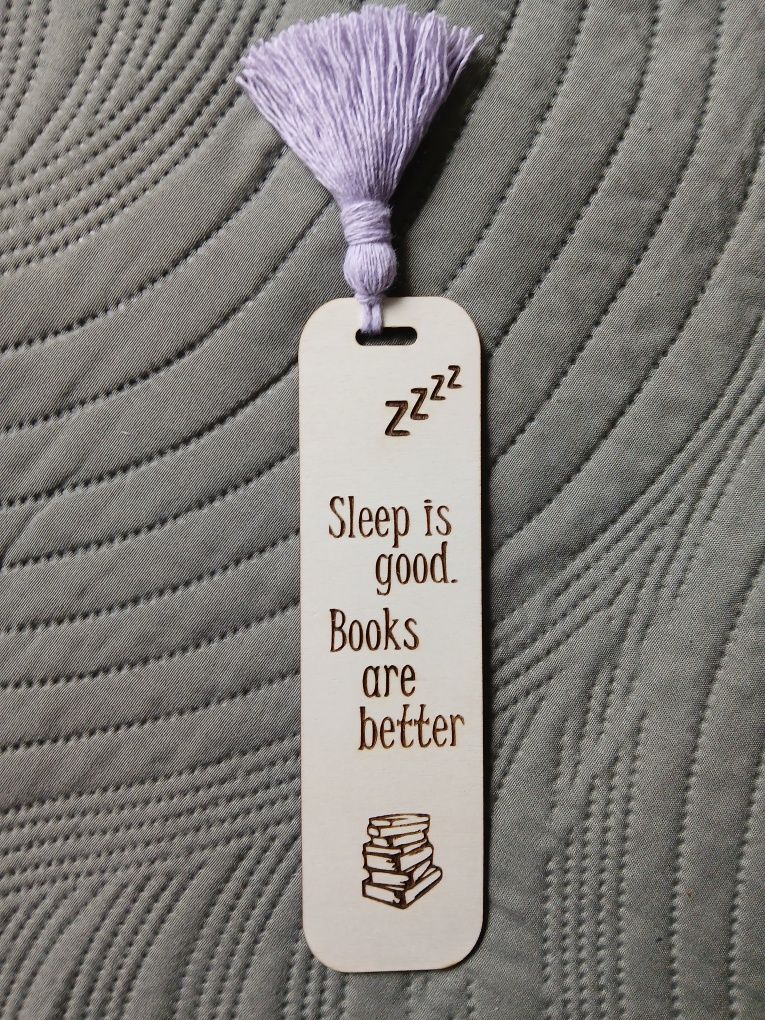 zzzz
Sleep is
good.
Books
are
better